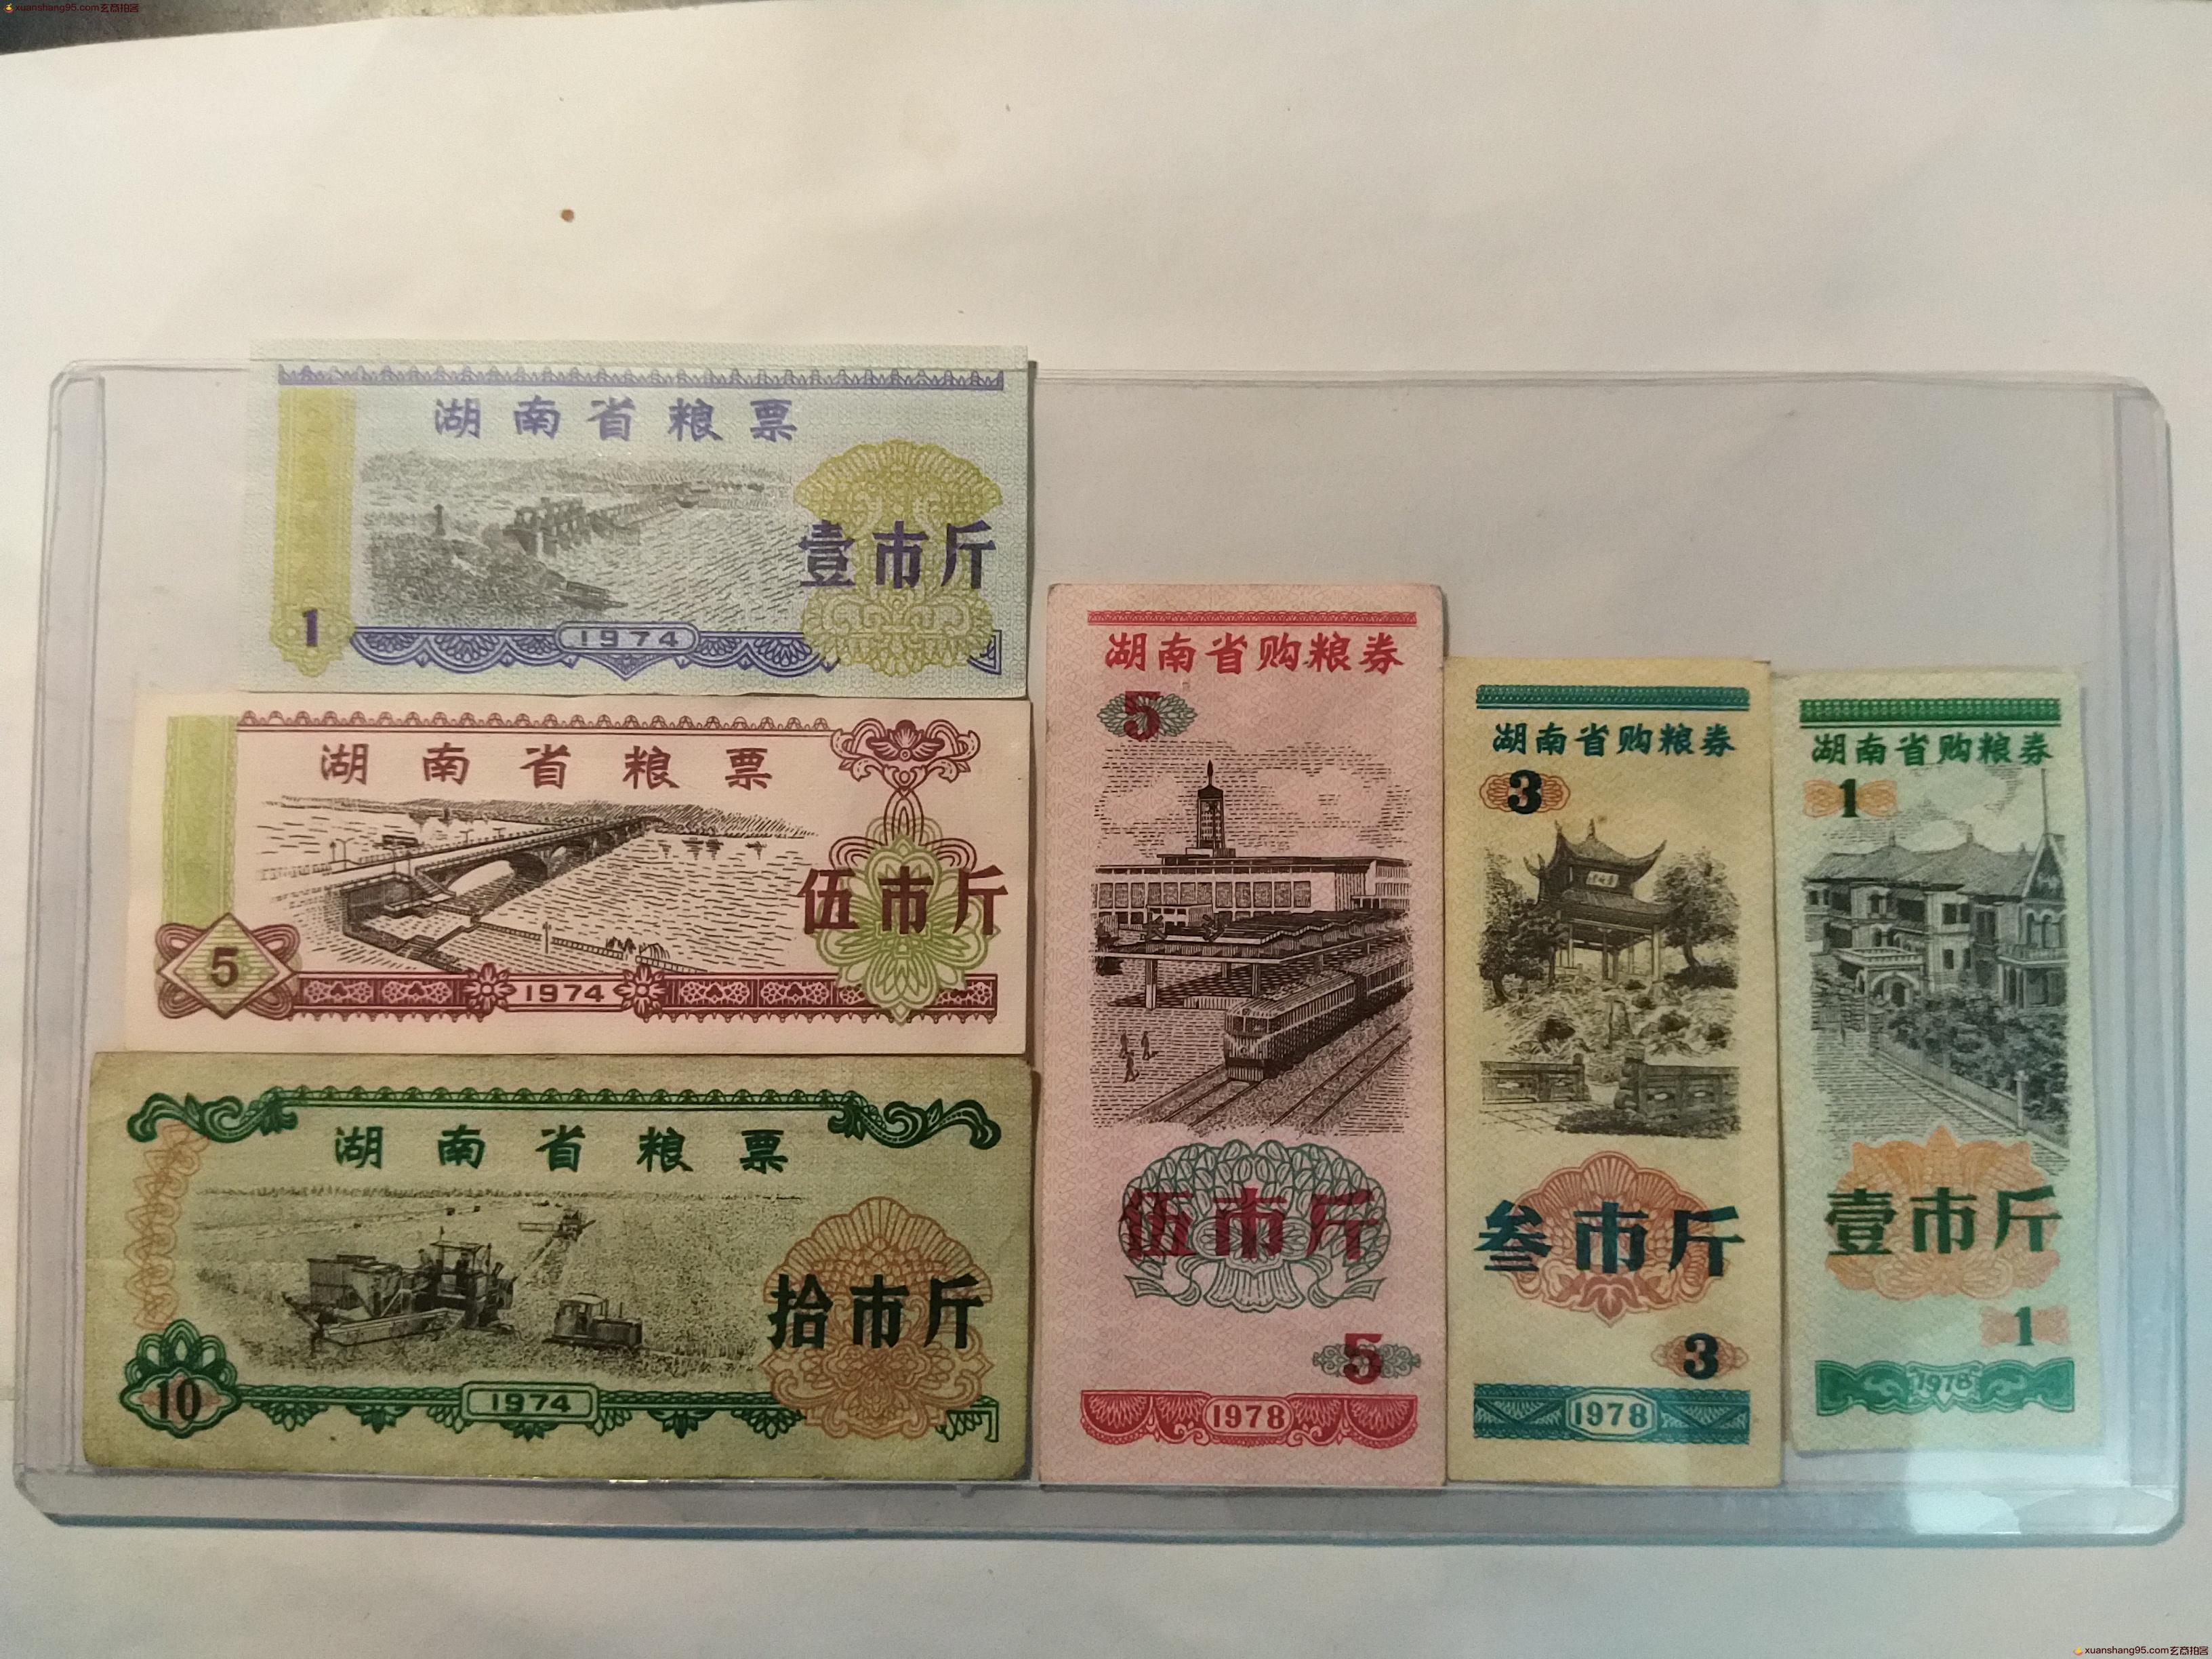 xuanshang95.com玄商拍客
湖南省粮票
壹市斤
1
1974
湖南省粮票
伍市斤
5
1974
湖南省粮票
拾市斤
10
1974
湖南省购粮券
5
伍市斤
5
1978
湖南省购粮券
3
叁市斤
3
1978
湖南省购粮券
1
壹市斤
1
1978
xuanshang95.com玄商拍客